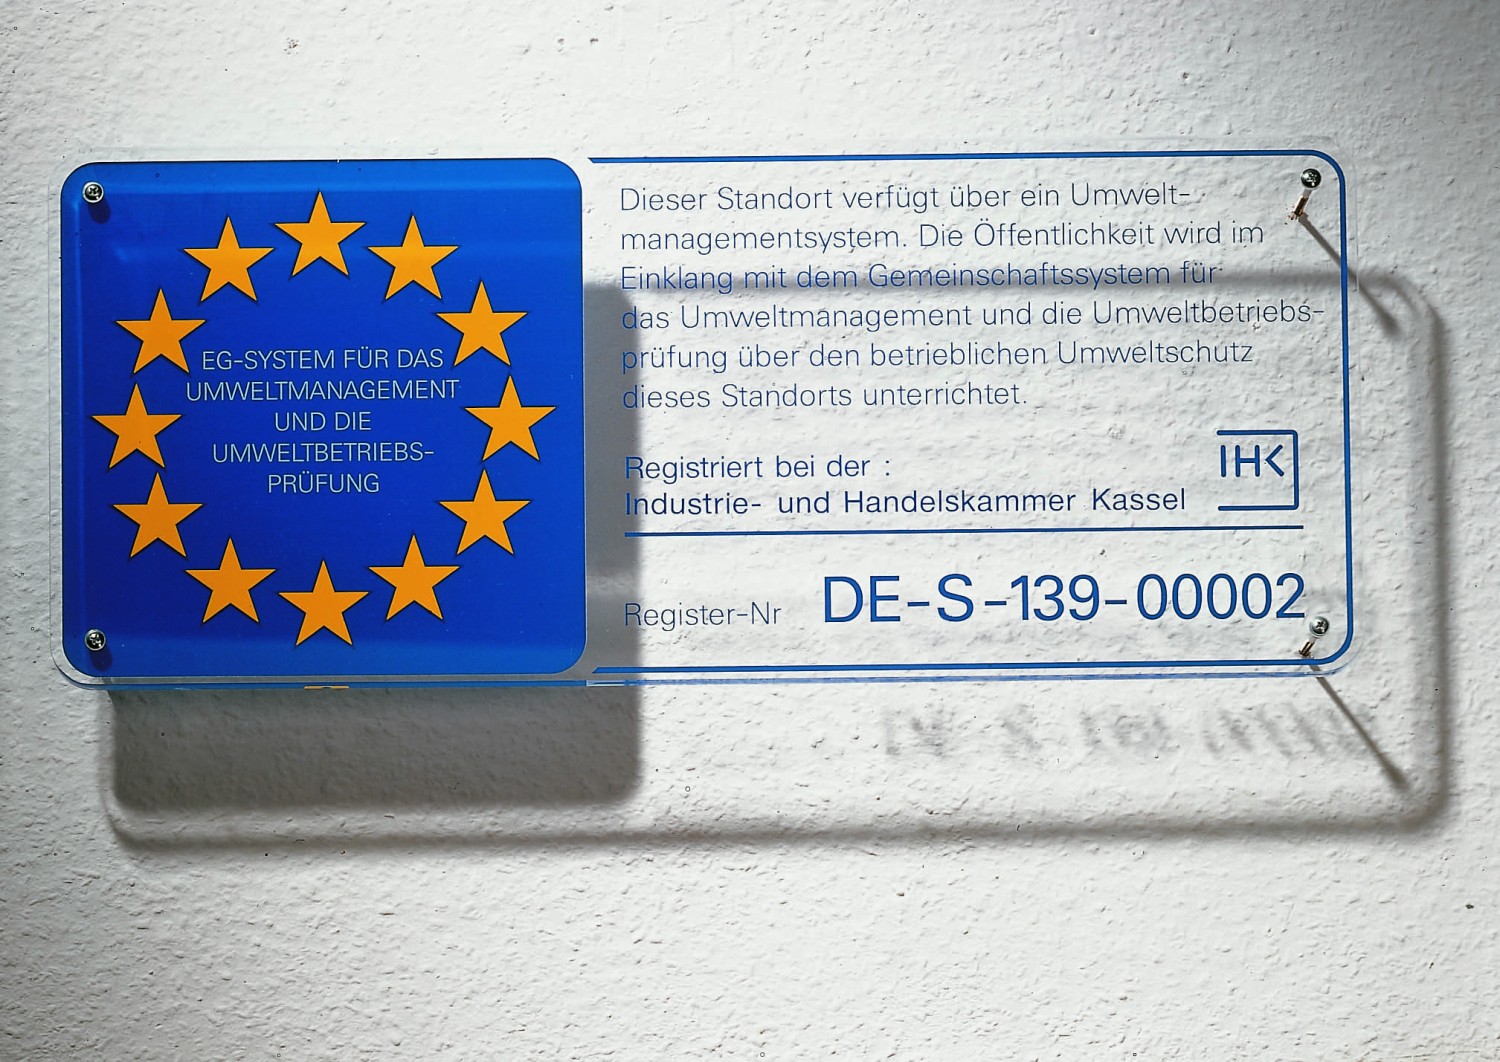 EG-SYSTEM FÜR DAS
UMWELTMANAGEMENT
UND DIE
UMWELTBETRIEBS-
PRÜFUNG
Dieser Standort verfügt über ein Umwelt-
managementsystem. Die Öffentlichkeit wird im
Einklang mit dem Gemeinschaftssystem für
das Umweltmanagement und die Umweltbetriebs-
prüfung über den betrieblichen Umweltschutz
dieses Standorts unterrichtet.
Registriert bei der :
Industrie- und Handelskammer Kassel
IHK
Register-Nr DE-S-139-00002